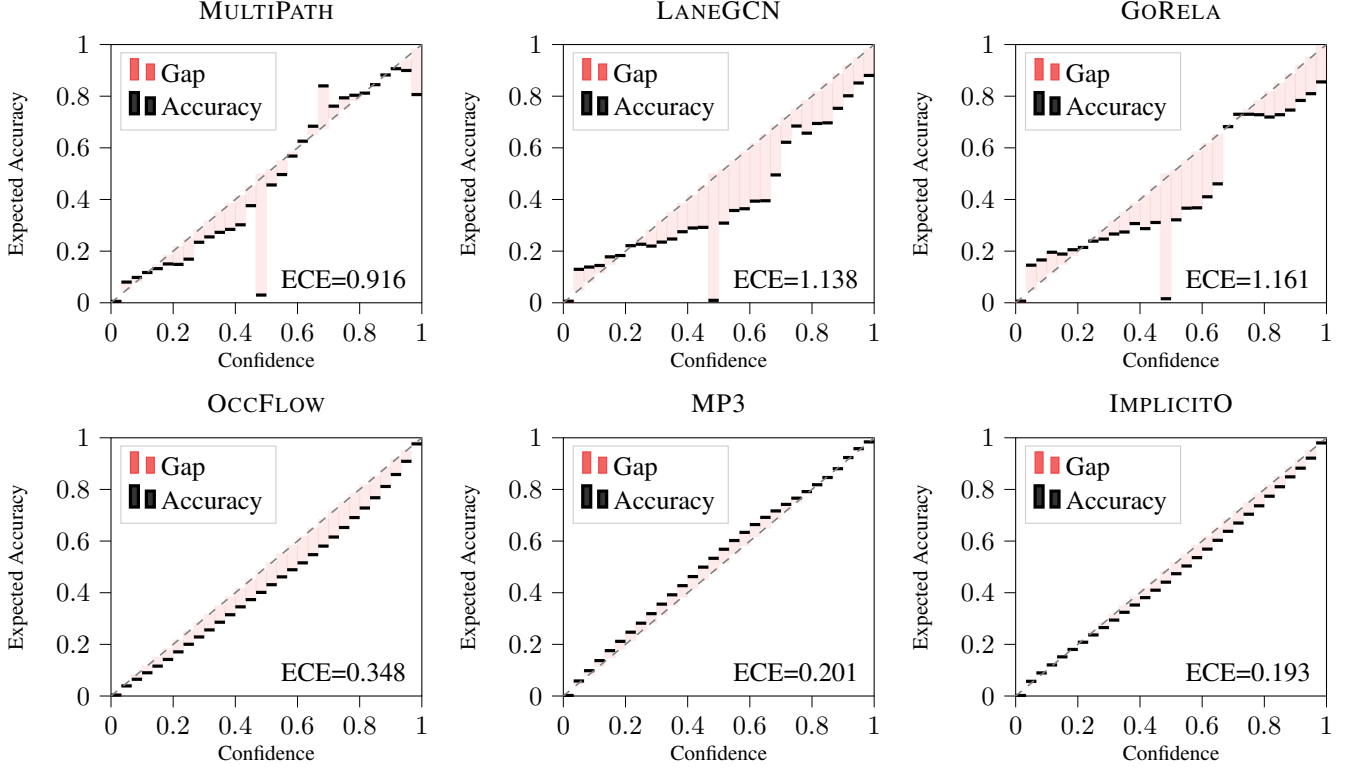 MULTIPATH
1
0.8
0.6
0.4
0.2
0
0 0.2 0.4 0.6 0.8 1
Expected Accuracy
Confidence
Gap
Accuracy
ECE=0.916
LANEGCN
1
0.8
0.6
0.4
0.2
0
0 0.2 0.4 0.6 0.8 1
Expected Accuracy
Confidence
Gap
Accuracy
ECE=1.138
GORELA
1
0.8
0.6
0.4
0.2
0
0 0.2 0.4 0.6 0.8 1
Expected Accuracy
Confidence
Gap
Accuracy
ECE=1.161
OCCFLOW
1
0.8
0.6
0.4
0.2
0
0 0.2 0.4 0.6 0.8 1
Expected Accuracy
Confidence
Gap
Accuracy
ECE=0.348
MP3
1
0.8
0.6
0.4
0.2
0
0 0.2 0.4 0.6 0.8 1
Expected Accuracy
Confidence
Gap
Accuracy
ECE=0.201
IMPLICITO
1
0.8
0.6
0.4
0.2
0
0 0.2 0.4 0.6 0.8 1
Expected Accuracy
Confidence
Gap
Accuracy
ECE=0.193